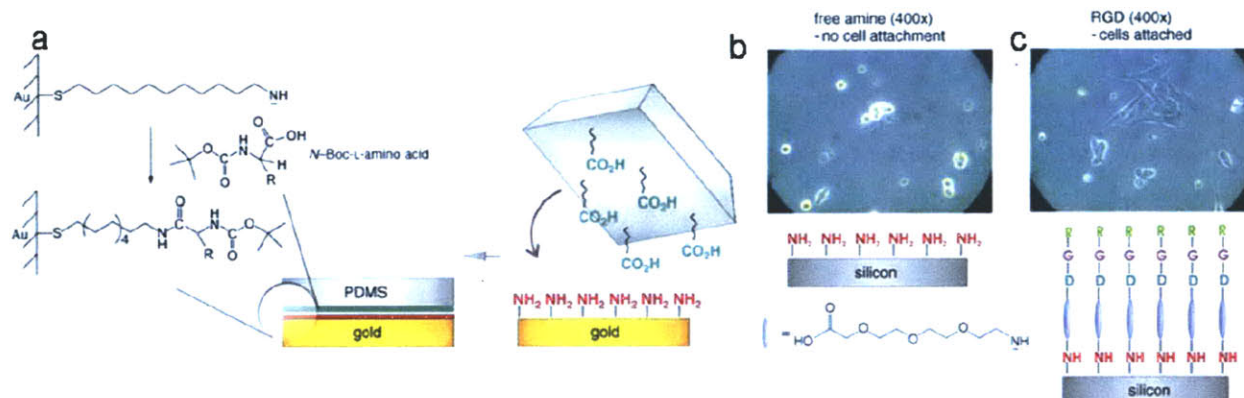 a
Au
S
NH
O
OH
H
N
O
O
H
R
N-Boc-L-amino acid
Au
S
4
N
H
O
R
H
N
O
O
PDMS
gold
CO₂H
CO₂H
CO₂H
CO₂H
CO₂H
NH₂ NH₂ NH₂ NH₂ NH₂ NH₂
gold
b
free amine (400x)
- no cell attachment
NH₂ NH₂ NH₂ NH₂ NH₂ NH₂
silicon
=
HO
O
O
O
O
NH
c
RGD (400x)
- cells attached
R R R R R R
G G G G G G
D D D D D D
NH NH NH NH NH NH
silicon